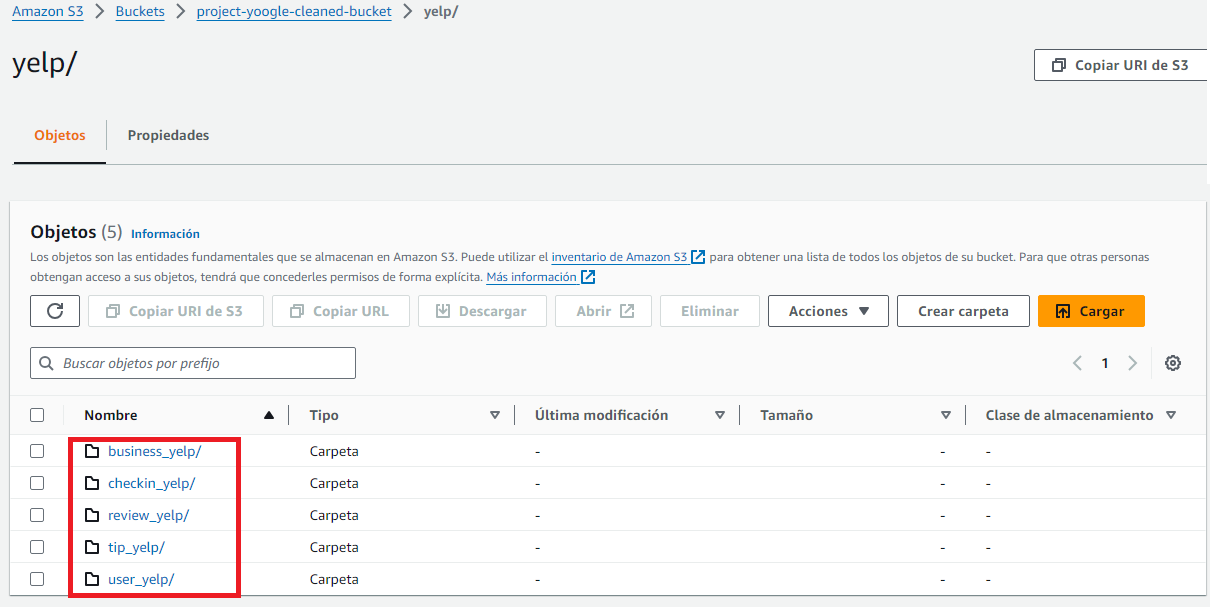 Amazon S3 > Buckets > project-yoogle-cleaned-bucket > yelp/
yelp/
Copiar URI de S3
Objetos Propiedades
Objetos (5) Información
Los objetos son las entidades fundamentales que se almacenan en Amazon S3. Puede utilizar el inventario de Amazon S3 para obtener una lista de todos los objetos de su bucket. Para que otras personas
obtengan acceso a sus objetos, tendrá que concederles permisos de forma explícita. Más información
Copiar URI de S3 Copiar URL Descargar Abrir Eliminar Acciones Crear carpeta Cargar
Buscar objetos por prefijo 1
Nombre Tipo Última modificación Tamaño Clase de almacenamiento
business_yelp/ Carpeta - - -
checkin_yelp/ Carpeta - - -
review_yelp/ Carpeta - - -
tip_yelp/ Carpeta - - -
user_yelp/ Carpeta - - -